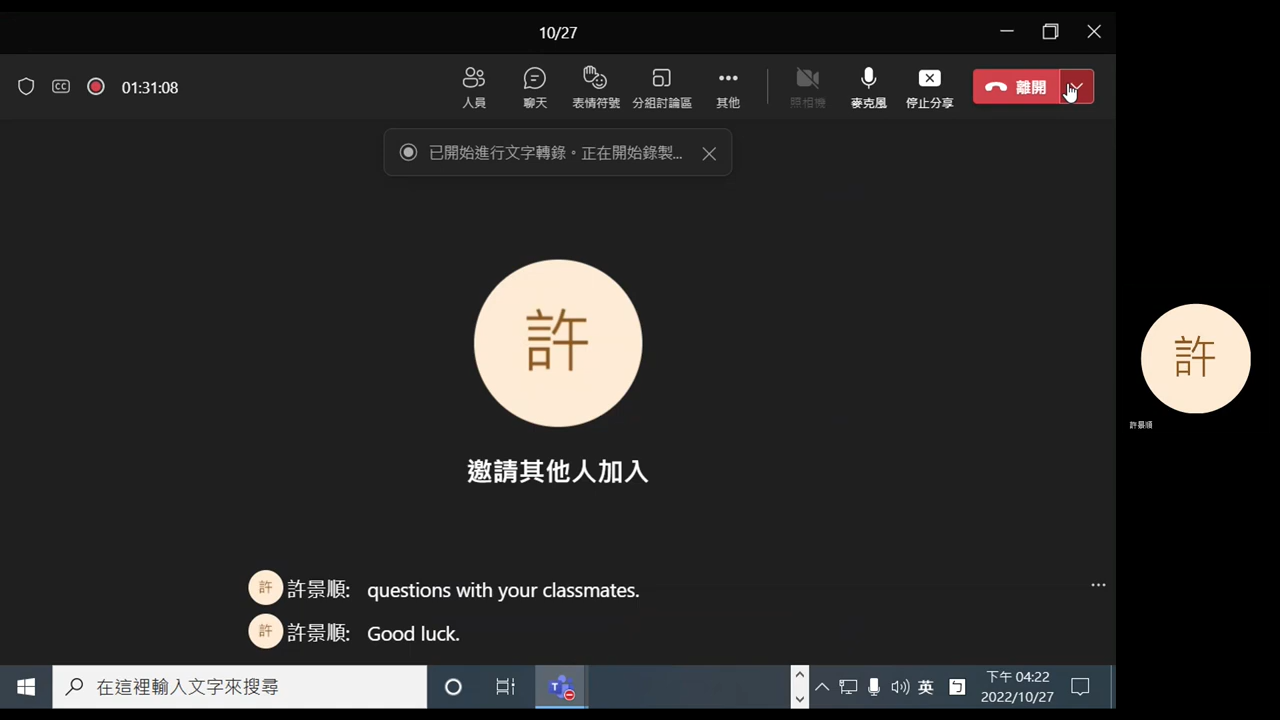 10/27
CC
01:31:08
人員
聊天
表情符號
分組討論區
其他
照相機
麥克風
停止分享
離開
已開始進行文字轉錄。正在開始錄製...
許
邀請其他人加入
許
許景順
許 許景順: questions with your classmates.
許 許景順: Good luck.
在這裡輸入文字來搜尋
英
下午 04:22
2022/10/27